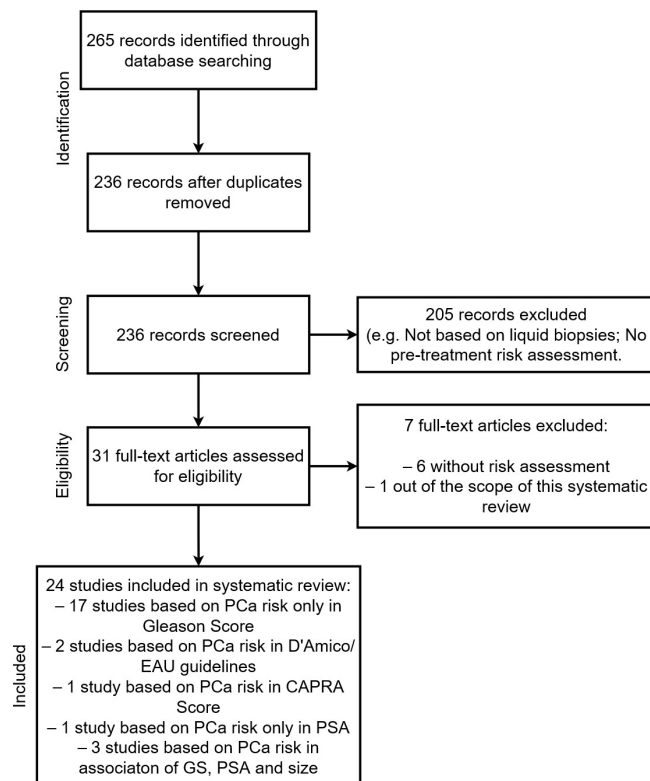 Identification
265 records identified through
database searching
236 records after duplicates
removed
Screening
236 records screened
205 records excluded
(e.g. Not based on liquid biopsies; No
pre-treatment risk assessment.
Eligibility
31 full-text articles assessed
for eligibility
7 full-text articles excluded:
– 6 without risk assessment
– 1 out of the scope of this systematic
review
Included
24 studies included in systematic review:
– 17 studies based on PCa risk only in
Gleason Score
– 2 studies based on PCa risk in D'Amico/
EAU guidelines
– 1 study based on PCa risk in CAPRA
Score
– 1 study based on PCa risk only in PSA
– 3 studies based on PCa risk in
associaton of GS, PSA and size